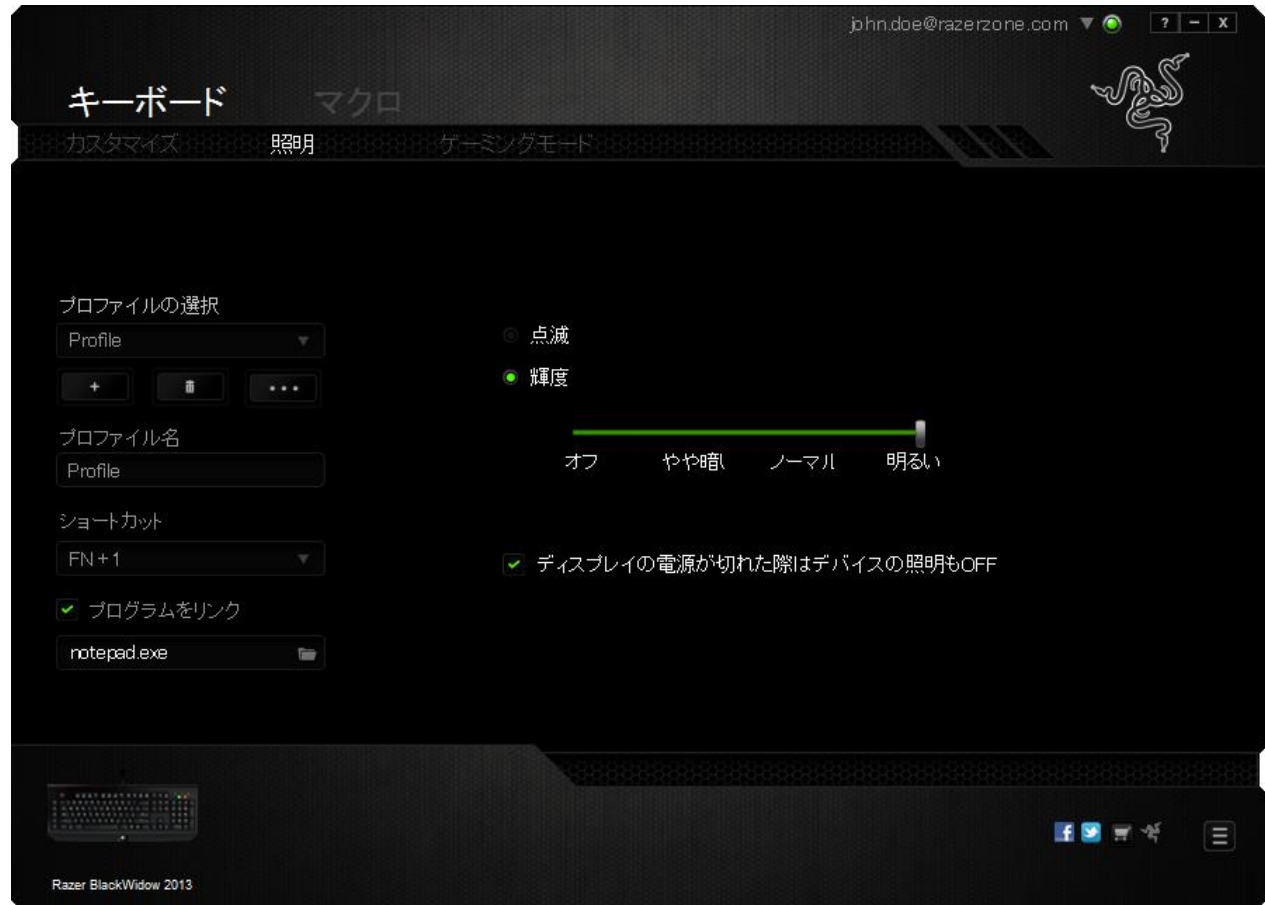 john.doe@razerzone.com
? − X
キーボード マクロ
カスタマイズ 照明 ゲーミングモード
プロファイルの選択
Profile
+
プロファイル名
Profile
ショートカット
FN+1
プログラムをリンク
notepad.exe
点滅
輝度
オフ やや暗い ノーマル 明るい
ディスプレイの電源が切れた際はデバイスの照明もOFF
Razer BlackWidow 2013